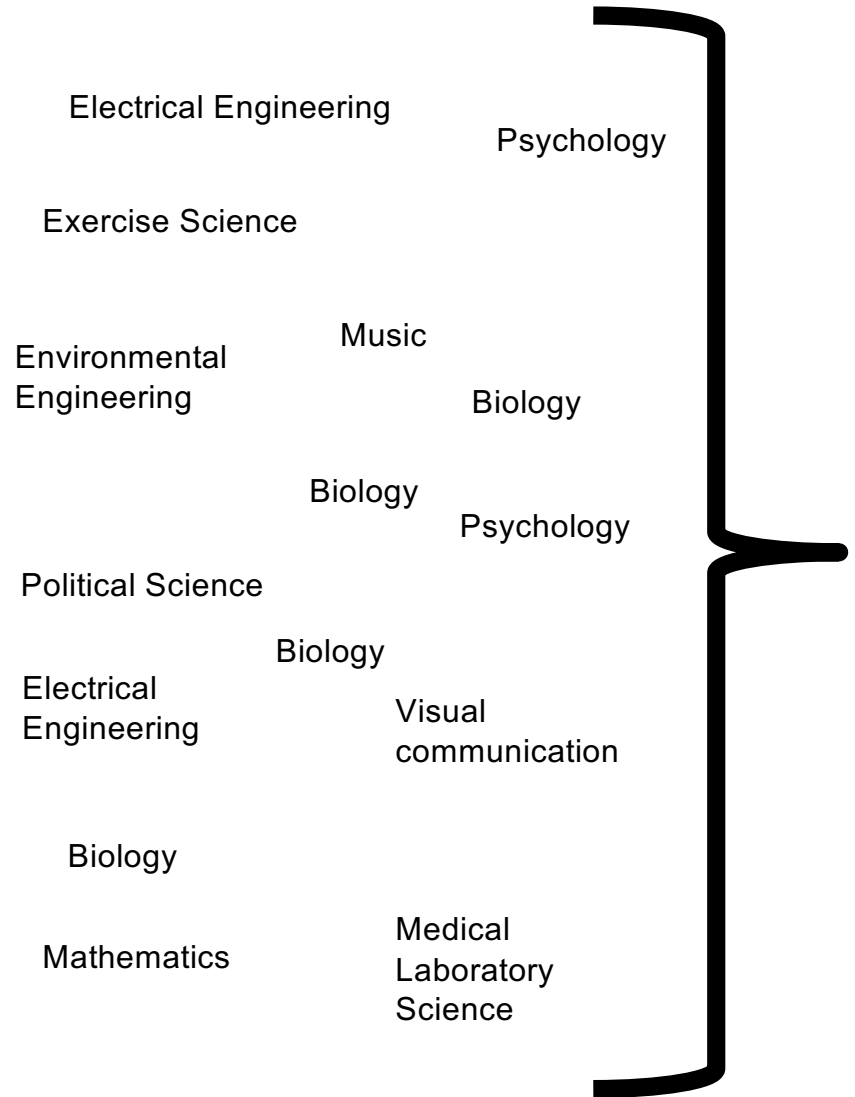 Electrical Engineering
Psychology
Exercise Science
Music
Environmental
Engineering
Biology
Biology
Psychology
Political Science
Biology
Electrical
Engineering
Visual
communication
Biology
Mathematics
Medical
Laboratory
Science